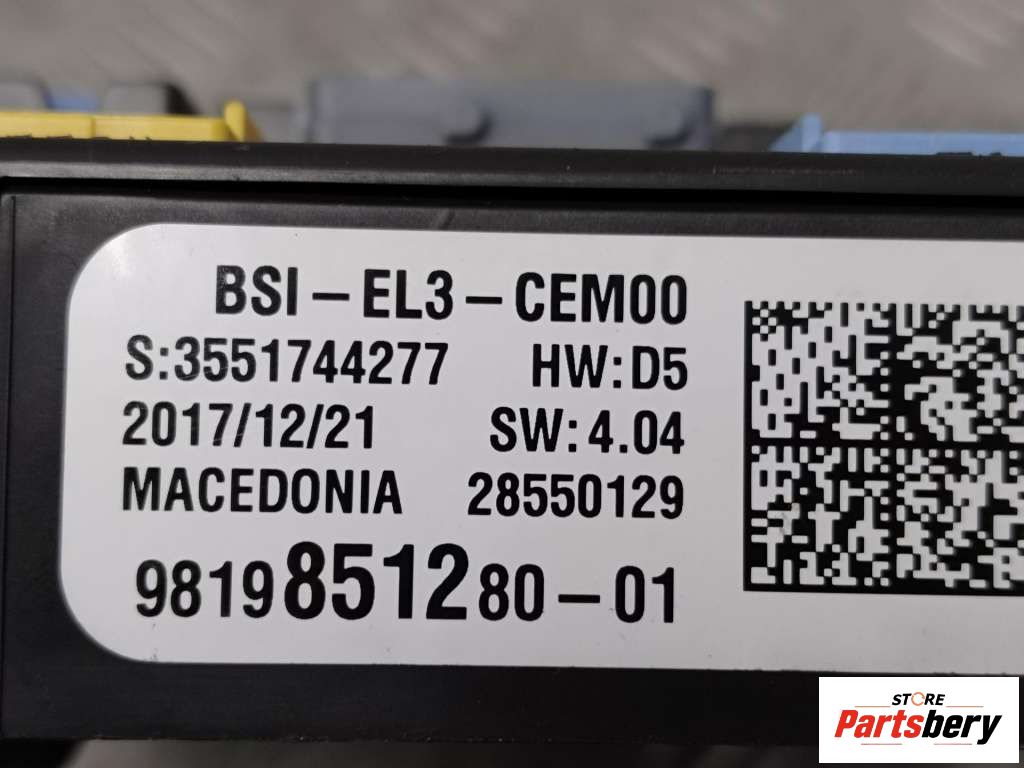 BSI-EL3-CEM00
S:3551744277 HW:D5
2017/12/21 SW:4.04
MACEDONIA 28550129
9819851280-01
STORE
Partsbery